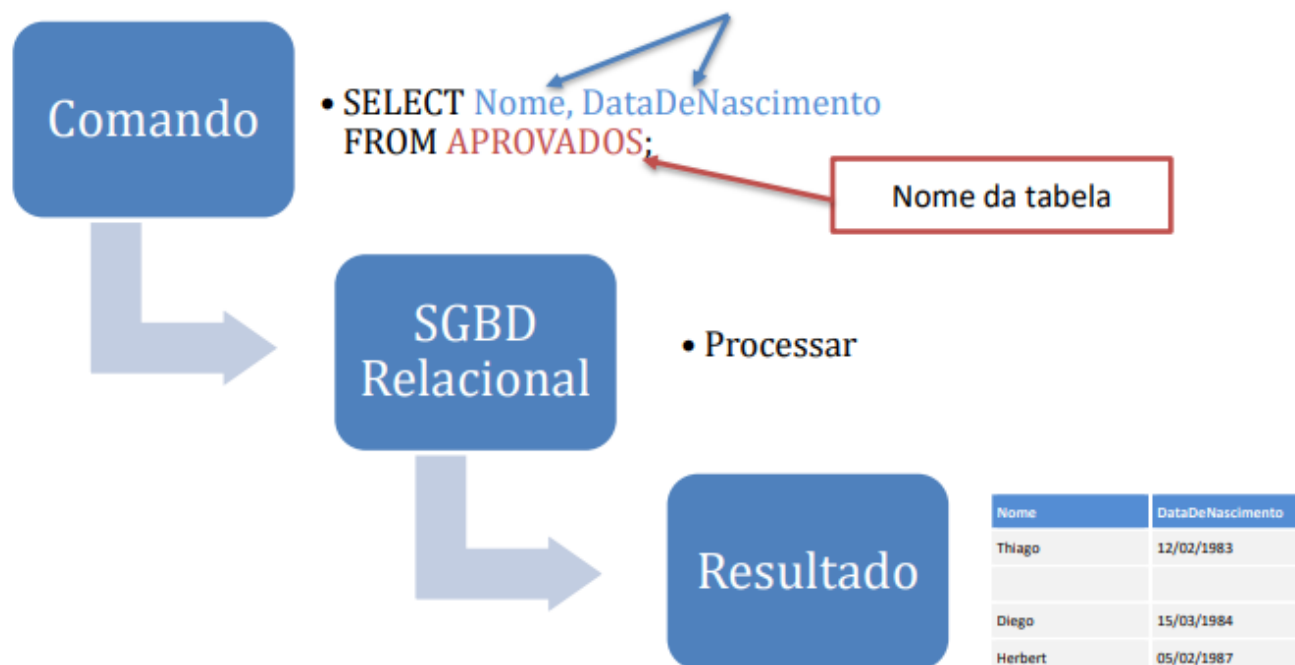 Comando
• SELECT Nome, DataDeNascimento
FROM APROVADOS;
Nome da tabela
SGBD
Relacional
• Processar
Resultado
Nome DataDeNascimento
Thiago 12/02/1983
Diego 15/03/1984
Herbert 05/02/1987